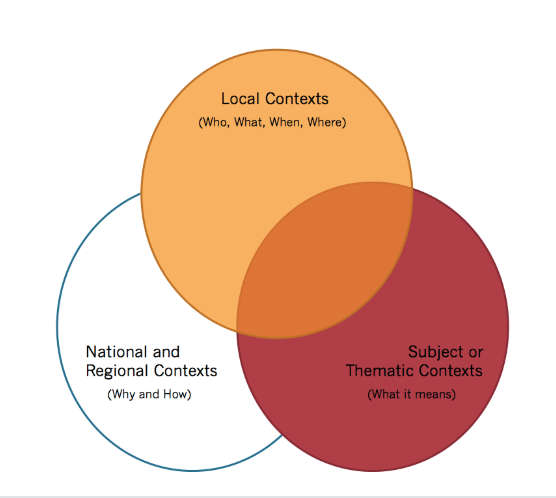 Local Contexts
(Who, What, When, Where)
National and
Regional Contexts
(Why and How)
Subject or
Thematic Contexts
(What it means)